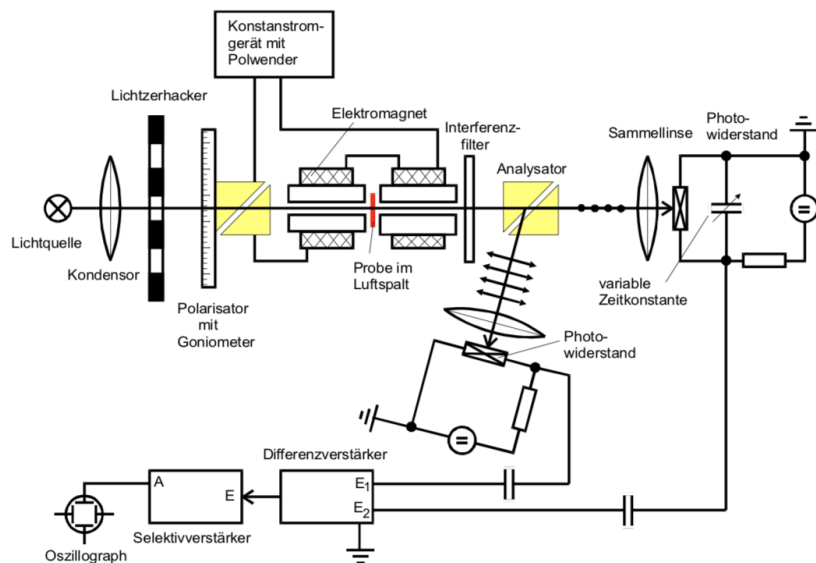 Konstanstrom-
gerät mit
Polwender
Lichtzerhacker
Elektromagnet
Interferenz-
filter
Analysator
Sammellinse
Photo-
widerstand
Lichtquelle
Kondensor
Polarisator
mit
Goniometer
Probe im
Luftspalt
variable
Zeitkonstante
Photo-
widerstand
Differenzverstärker
A
E
E1
E2
Selektivverstärker
Oszillograph